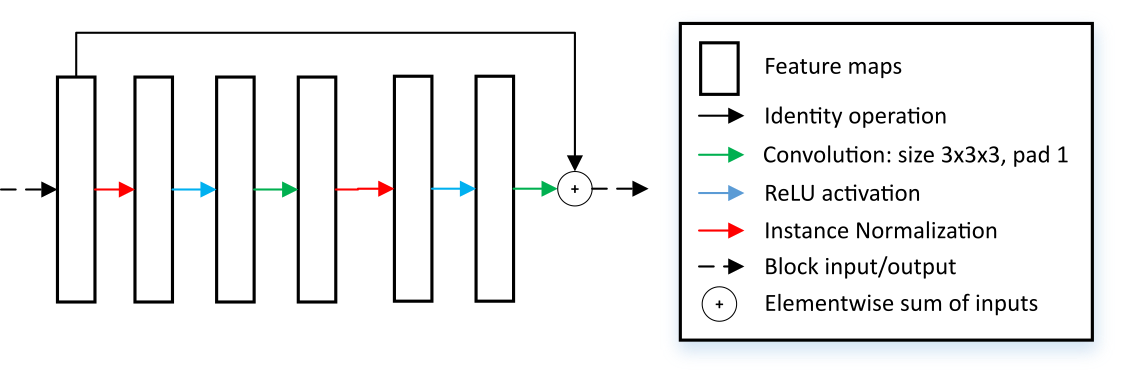 Feature maps
Identity operation
Convolution: size 3x3x3, pad 1
ReLU activation
Instance Normalization
Block input/output
+
+ Elementwise sum of inputs